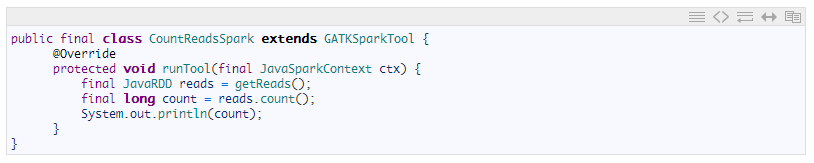 public final class CountReadsSpark extends GATKSparkTool {
@Override
protected void runTool(final JavaSparkContext ctx) {
final JavaRDD reads = getReads();
final long count = reads.count();
System.out.println(count);
}
}